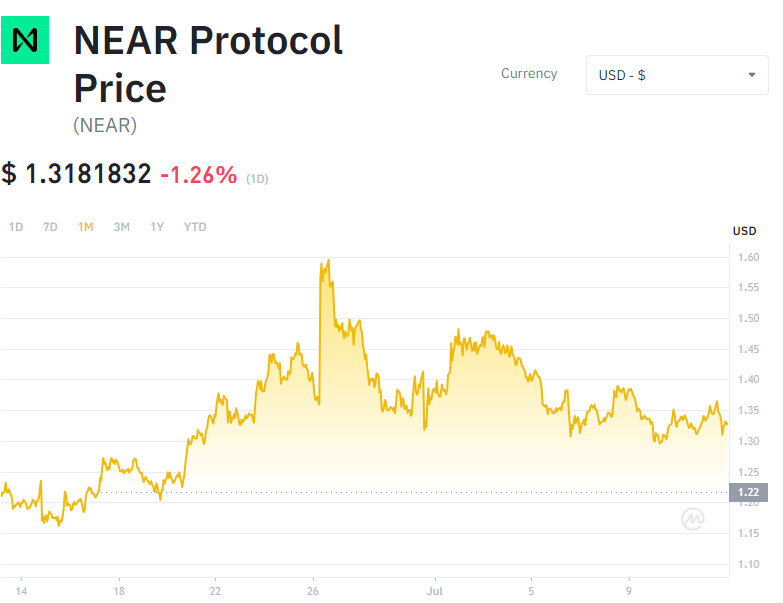 NEAR Protocol
Price
(NEAR)
Currency
USD - $
$ 1.3181832 -1.26% (1D)
1D 7D 1M 3M 1Y YTD
USD
1.60
1.55
1.50
1.45
1.40
1.35
1.30
1.25
1.22
1.20
1.15
1.10
14 18 22 26 Jul 5 9